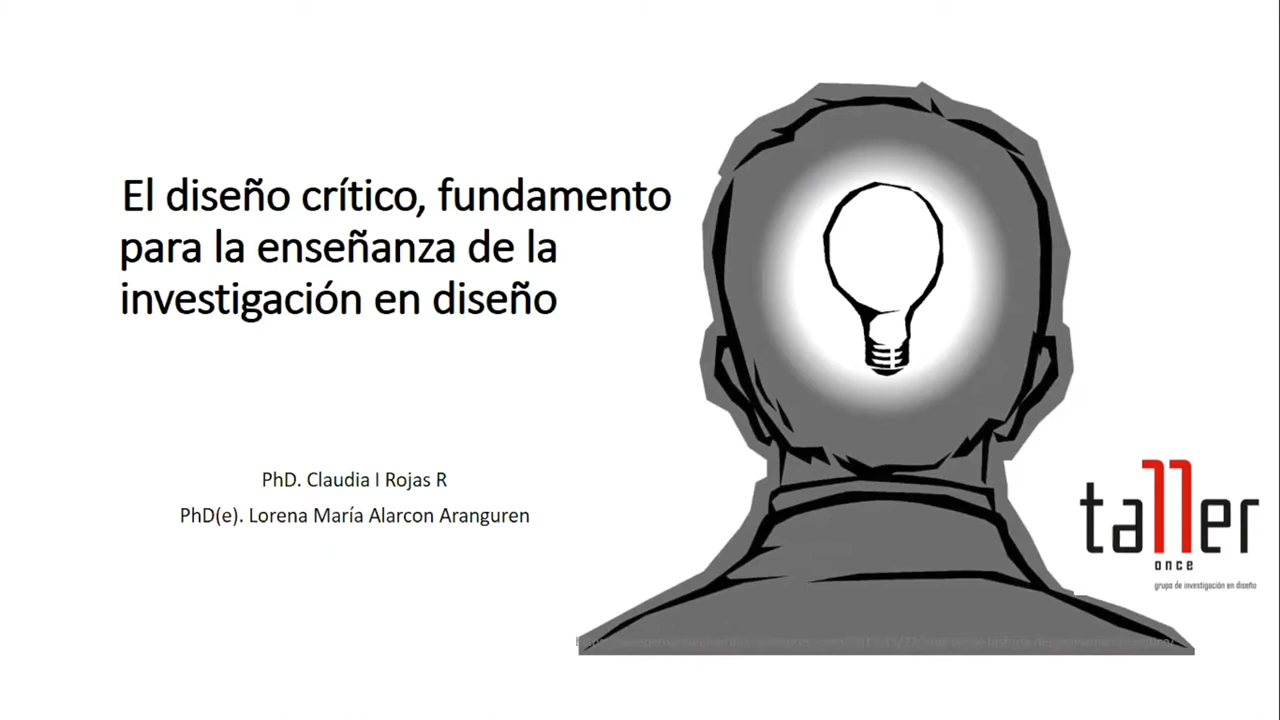 El diseño crítico, fundamento
para la enseñanza de la
investigación en diseño
PhD. Claudia I Rojas R
PhD(e). Lorena María Alarcon Aranguren
taller
once
grupo de investigación en diseño